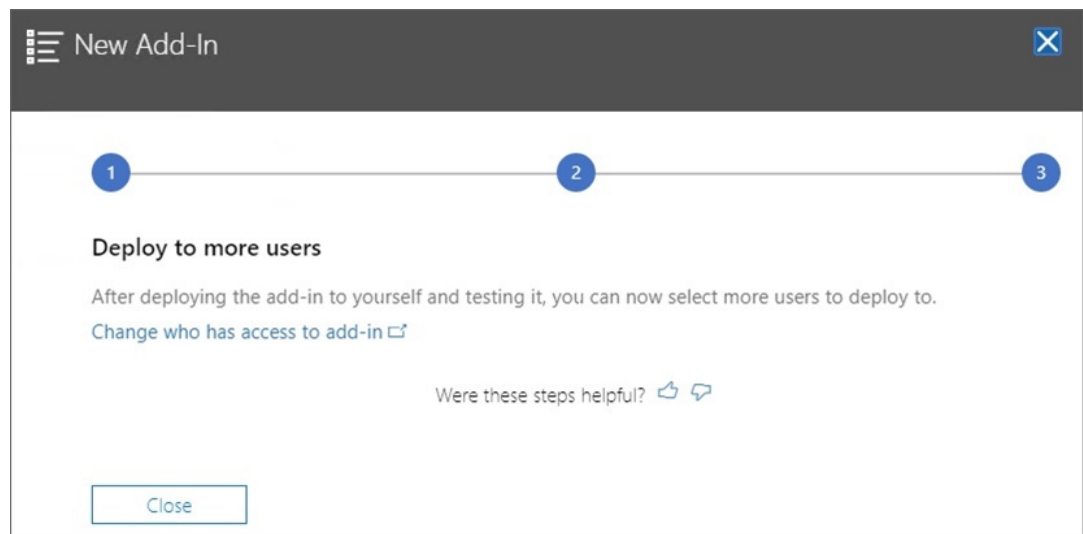 New Add-In
1
2
3
Deploy to more users
After deploying the add-in to yourself and testing it, you can now select more users to deploy to.
Change who has access to add-in
Were these steps helpful?
Close